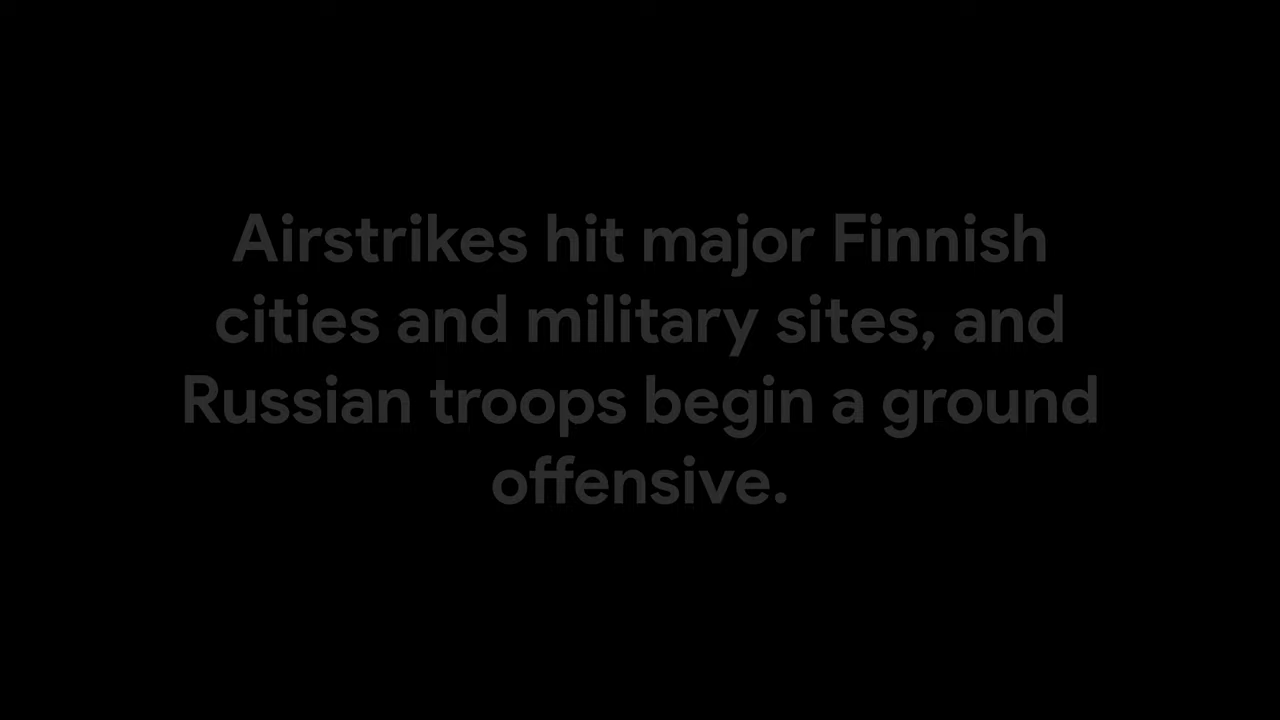 Airstrikes hit major Finnish
cities and military sites, and
Russian troops begin a ground
offensive.